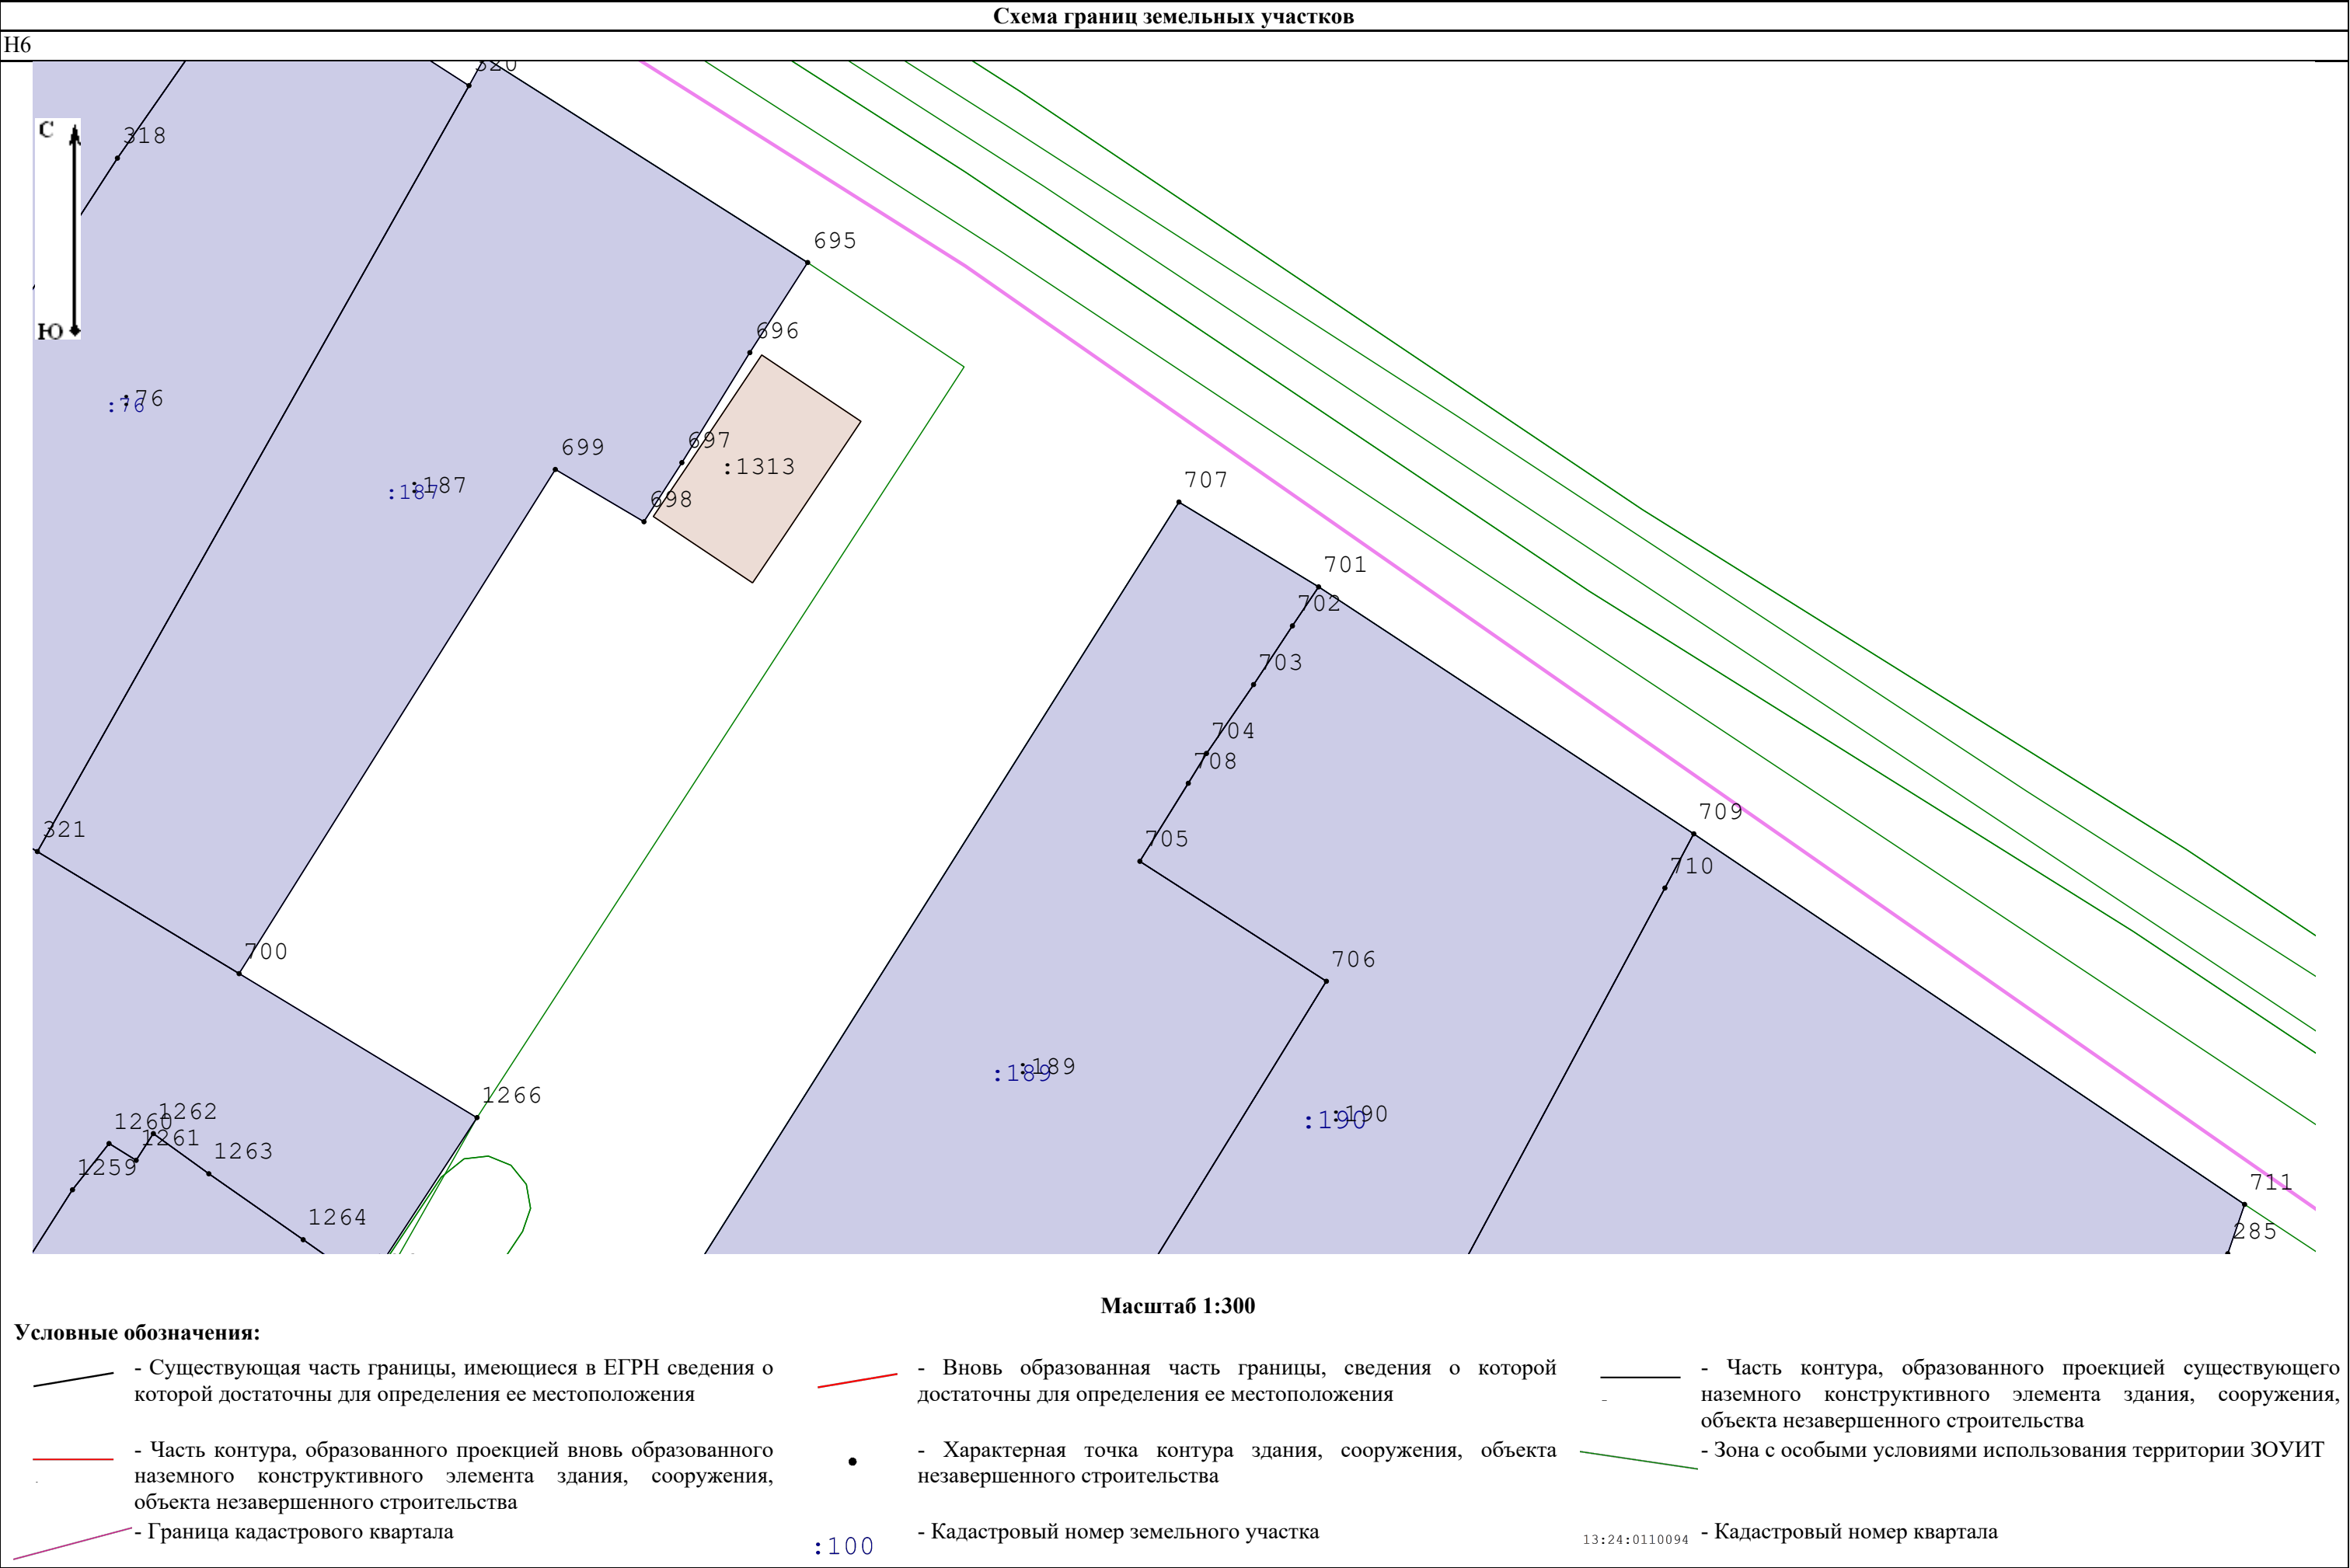 Схема границ земельных участков
Н6
320
С
318
695
Ю
696
:76
:76
697
699
:1313
:187
:187
698
707
701
702
703
704
708
709
321
705
710
700
706
:189
:189
1266
:190
:190
1262
1260
1261
1263
1259
711
1264
285
Масштаб 1:300
Условные обозначения:
- Существующая часть границы, имеющиеся в ЕГРН сведения о
которой достаточны для определения ее местоположения
- Вновь образованная часть границы, сведения о которой
достаточны для определения ее местоположения
- Часть контура, образованного проекцией существующего
наземного конструктивного элемента здания, сооружения,
объекта незавершенного строительства
- Часть контура, образованного проекцией вновь образованного
наземного конструктивного элемента здания, сооружения,
объекта незавершенного строительства
- Характерная точка контура здания, сооружения, объекта
незавершенного строительства
- Зона с особыми условиями использования территории ЗОУИТ
- Граница кадастрового квартала
:100
- Кадастровый номер земельного участка
13:24:0110094
- Кадастровый номер квартала